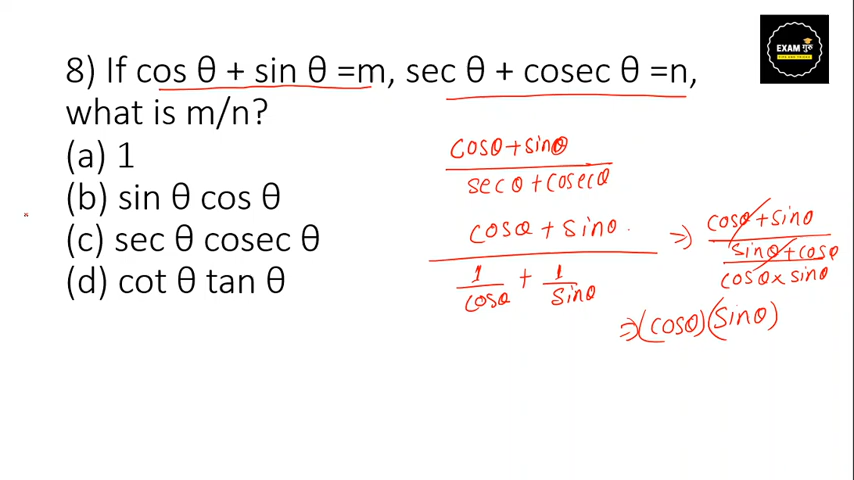 EXAM गुरु
8) If cos θ + sin θ =m, sec θ + cosec θ =n,
what is m/n?
(a) 1
(b) sin θ cos θ
(c) sec θ cosec θ
(d) cot θ tan θ
cosθ+sinθ
secθ+cosecθ
cosθ + sinθ
1/cosθ + 1/sinθ
=> cosθ + sinθ
sinθ+cosθ
cosθ x sinθ
=> (cosθ) (sinθ)